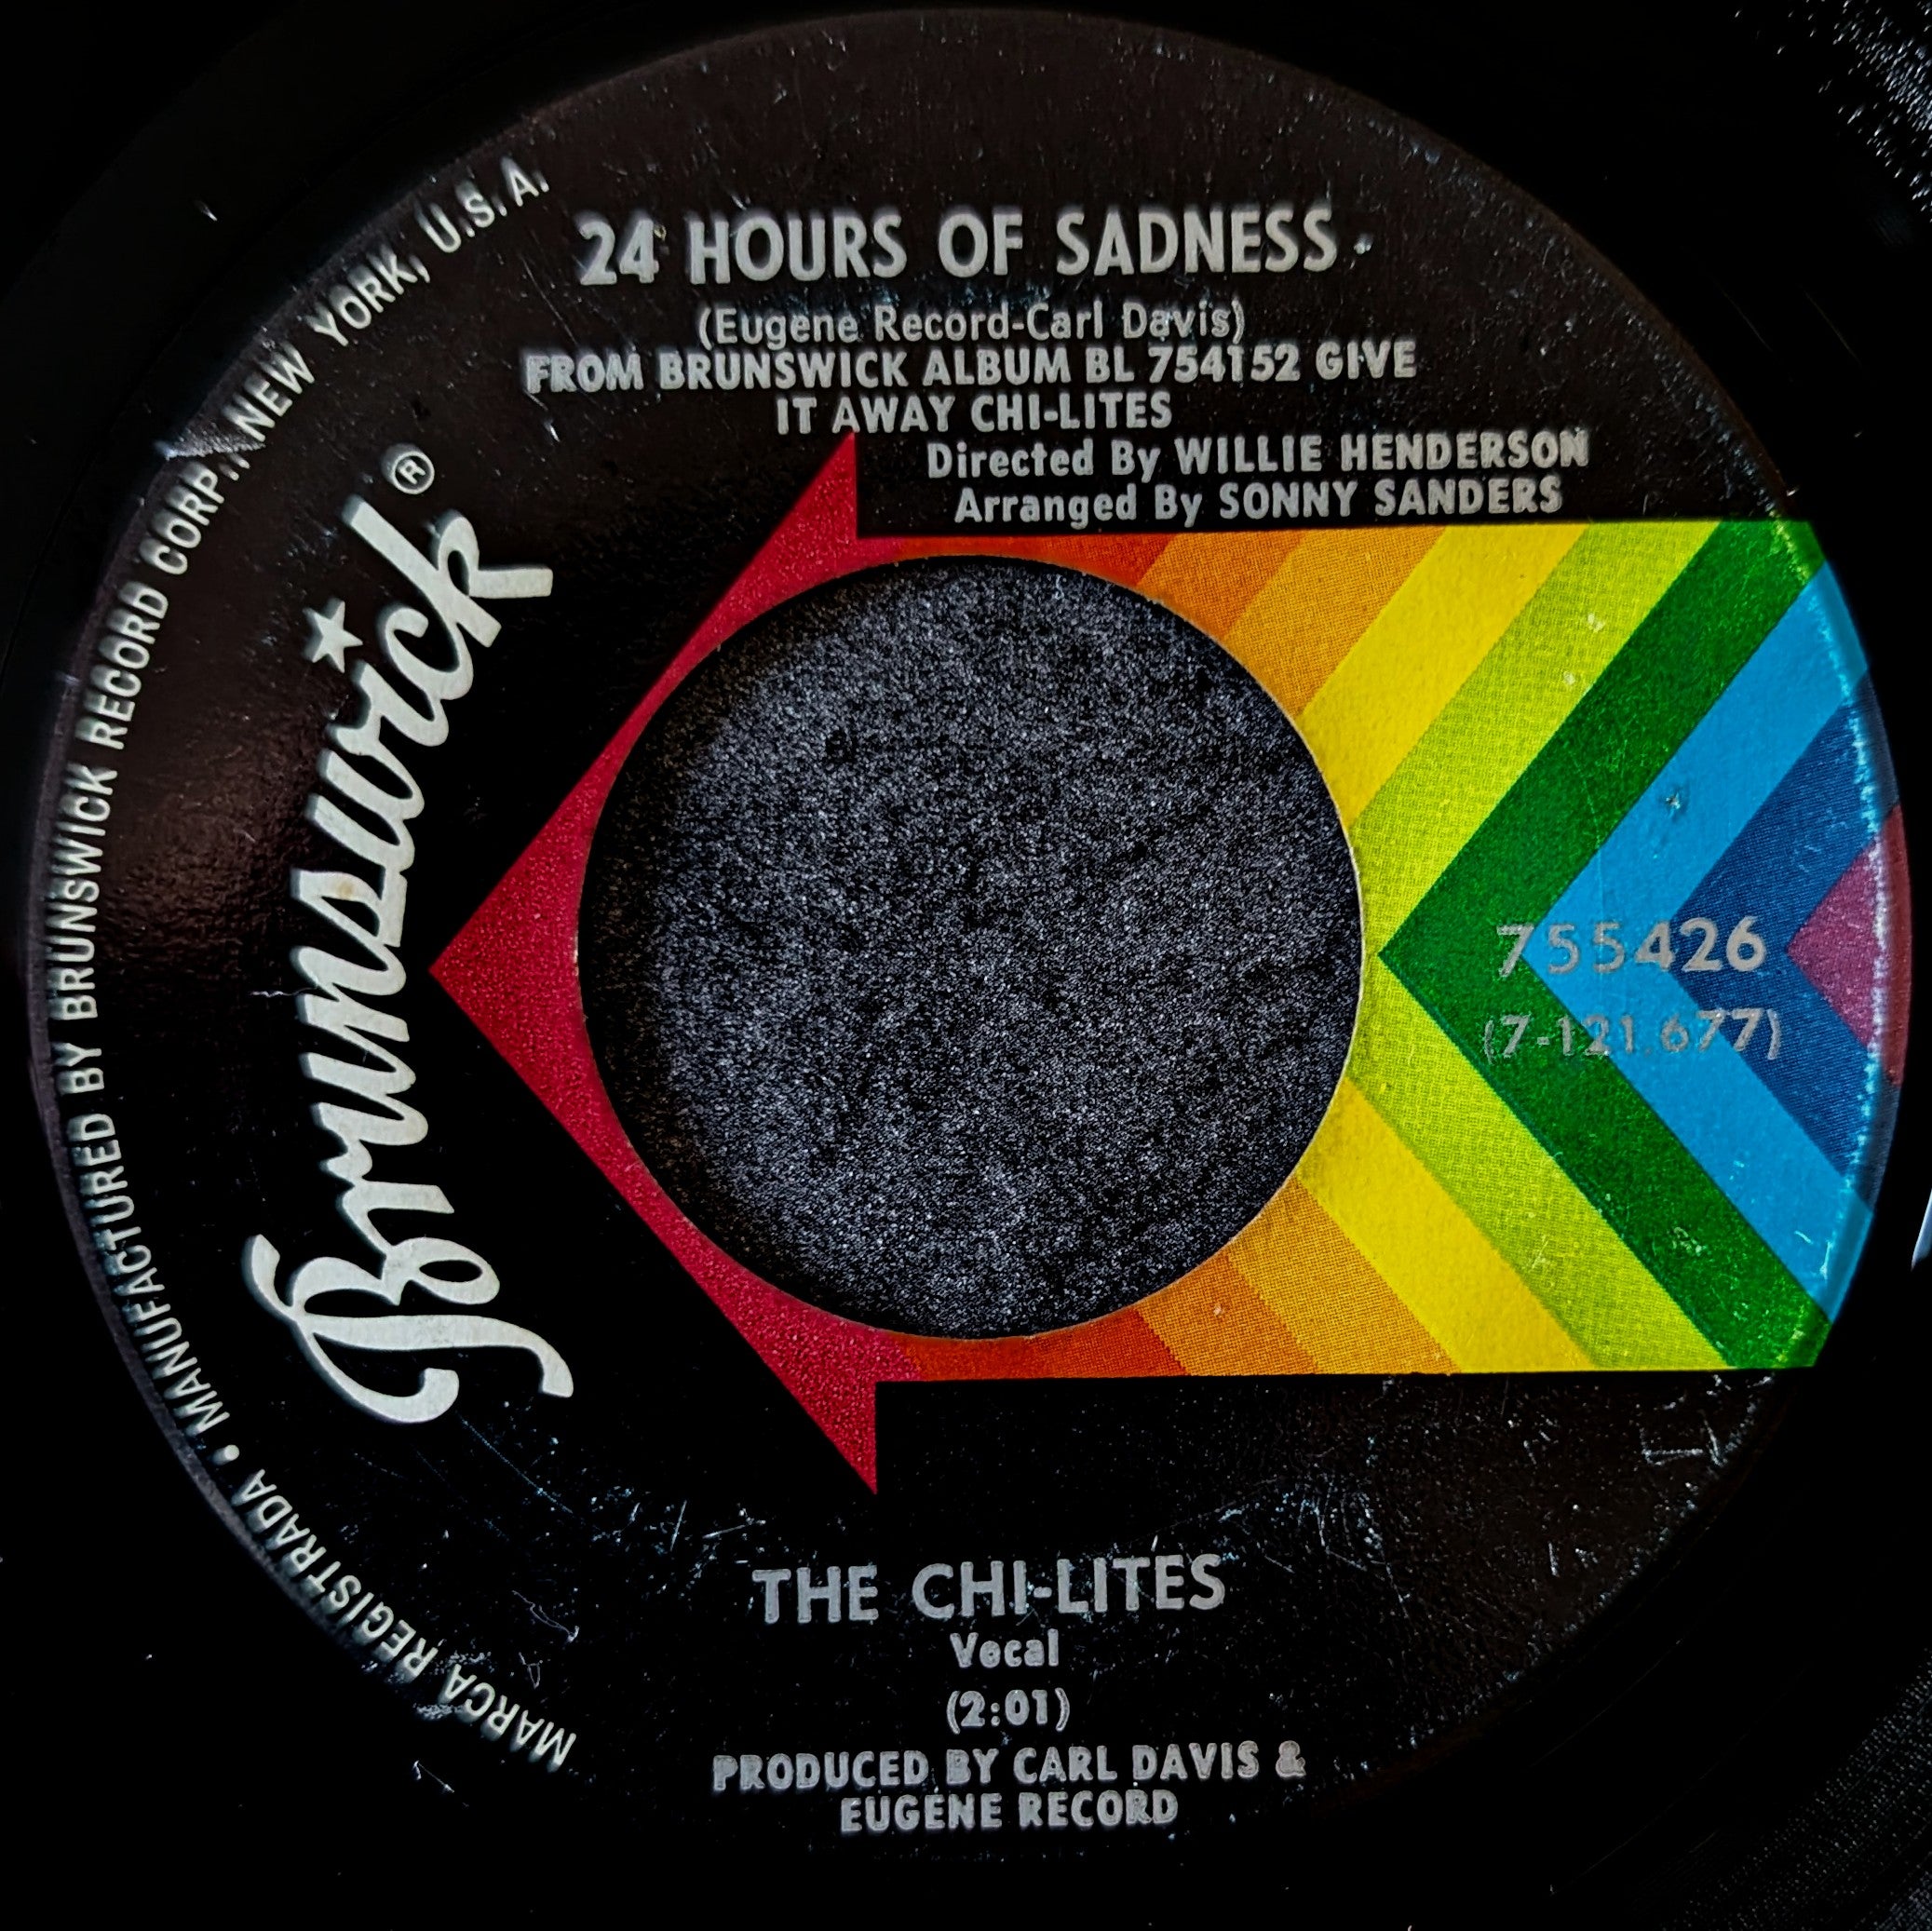 24 HOURS OF SADNESS
(Eugene Record-Carl Davis)
FROM BRUNSWICK ALBUM BL 754152 GIVE
IT AWAY CHI-LITES
Directed By WILLIE HENDERSON
Arranged By SONNY SANDERS
Brunswick ®
755426
(7-121.677)
THE CHI-LITES
Vocal
(2:01)
PRODUCED BY CARL DAVIS &
EUGENE RECORD
MARCA REGISTRADA • MANUFACTURED BY BRUNSWICK RECORD CORP., NEW YORK, U.S.A.